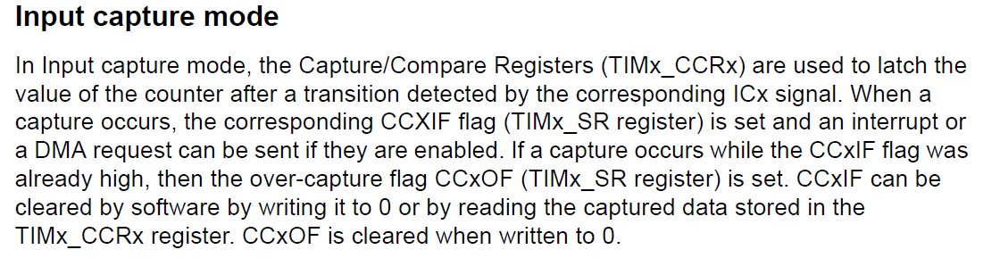 Input capture mode
In Input capture mode, the Capture/Compare Registers (TIMx_CCRx) are used to latch the
value of the counter after a transition detected by the corresponding ICx signal. When a
capture occurs, the corresponding CCXIF flag (TIMx_SR register) is set and an interrupt or
a DMA request can be sent if they are enabled. If a capture occurs while the CCxIF flag was
already high, then the over-capture flag CCxOF (TIMx_SR register) is set. CCxIF can be
cleared by software by writing it to 0 or by reading the captured data stored in the
TIMx_CCRx register. CCxOF is cleared when written to 0.